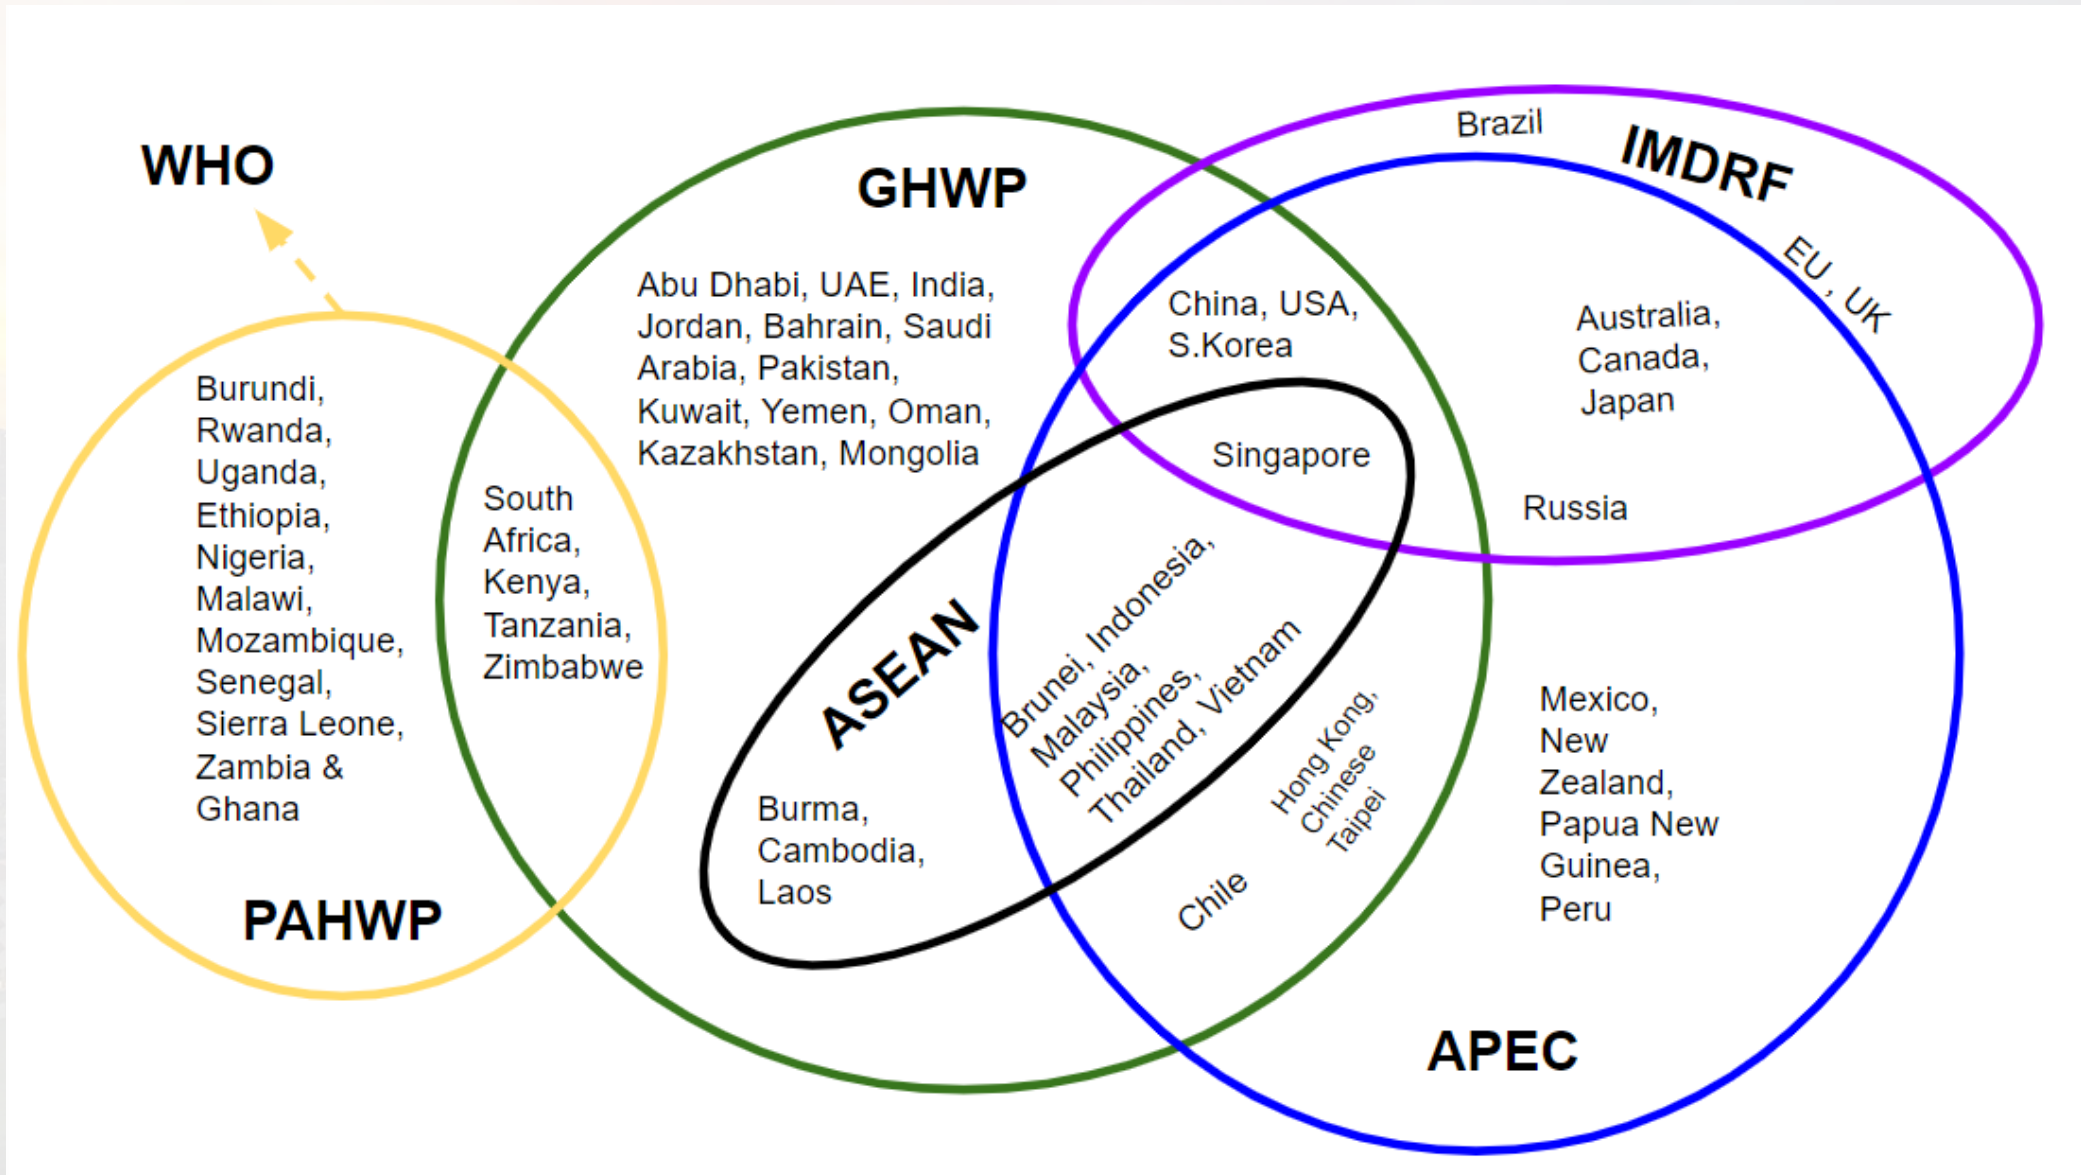 WHO
GHWP
Brazil
IMDRF
EU, UK
Abu Dhabi, UAE, India,
Jordan, Bahrain, Saudi
Arabia, Pakistan,
Kuwait, Yemen, Oman,
Kazakhstan, Mongolia
China, USA,
S.Korea
Australia,
Canada,
Japan
Burundi,
Rwanda,
Uganda,
Ethiopia,
Nigeria,
Malawi,
Mozambique,
Senegal,
Sierra Leone,
Zambia &
Ghana
South
Africa,
Kenya,
Tanzania,
Zimbabwe
Singapore
Russia
ASEAN
Brunei, Indonesia,
Malaysia,
Philippines,
Thailand, Vietnam
Hong Kong,
Chinese
Taipei
Burma,
Cambodia,
Laos
Chile
Mexico,
New
Zealand,
Papua New
Guinea,
Peru
PAHWP
APEC